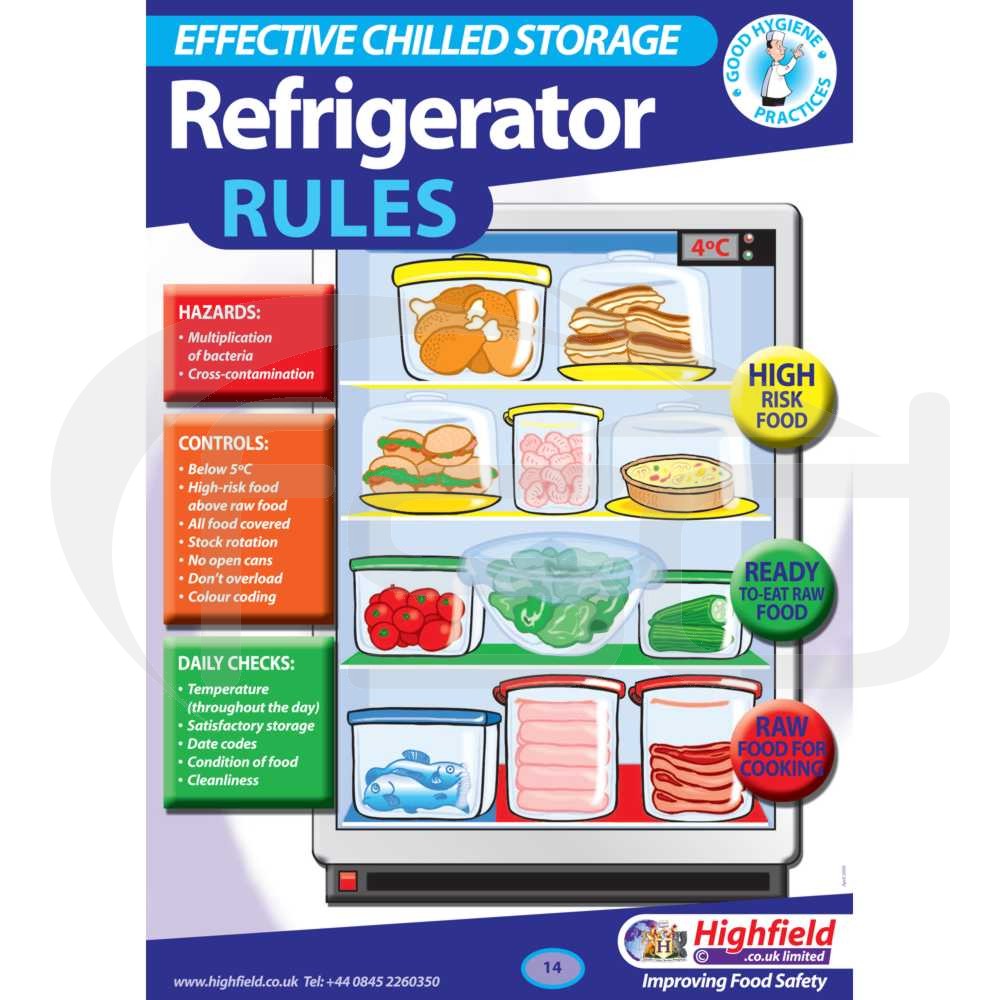 EFFECTIVE CHILLED STORAGE
GOOD HYGIENE
PRACTICES
Refrigerator
RULES
4ºC
HAZARDS:
• Multiplication
of bacteria
• Cross-contamination
HIGH
RISK
FOOD
CONTROLS:
• Below 5ºC
• High-risk food
above raw food
• All food covered
• Stock rotation
• No open cans
• Don't overload
• Colour coding
READY
TO-EAT RAW
FOOD
DAILY CHECKS:
• Temperature
(throughout the day)
• Satisfactory storage
• Date codes
• Condition of food
• Cleanliness
RAW
FOOD FOR
COOKING
Highfield
© .co.uk limited
www.highfield.co.uk Tel: +44 0845 2260350
14
Improving Food Safety